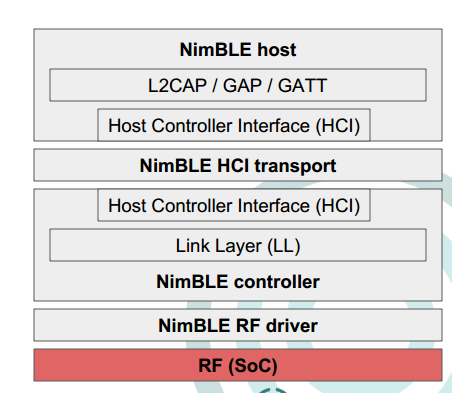 NimBLE host
L2CAP / GAP / GATT
Host Controller Interface (HCI)
NimBLE HCI transport
Host Controller Interface (HCI)
Link Layer (LL)
NimBLE controller
NimBLE RF driver
RF (SoC)